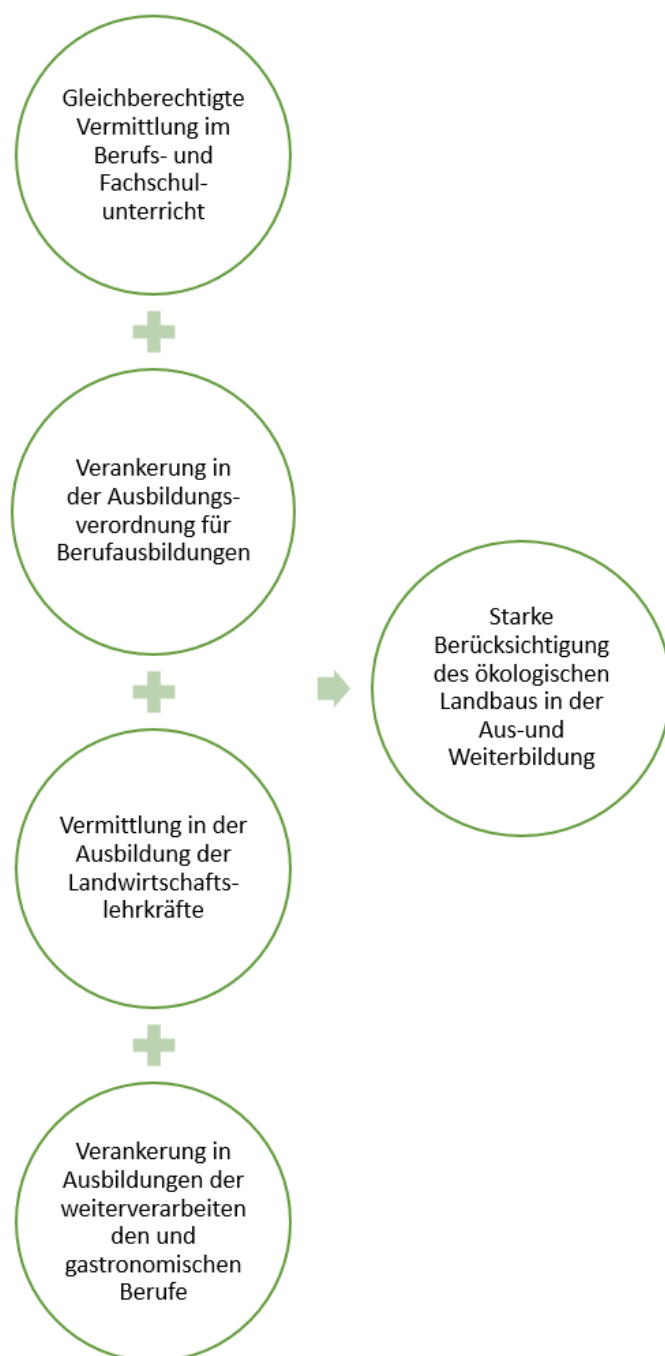 Gleichberechtigte
Vermittlung im
Berufs- und
Fachschul-
unterricht
Verankerung in
der Ausbildungs-
verordnung für
Berufausbildungen
Vermittlung in der
Ausbildung der
Landwirtschafts-
lehrkräfte
Verankerung in
Ausbildungen der
weiterverarbeiten
den und
gastronomischen
Berufe
Starke
Berücksichtigung
des ökologischen
Landbaus in der
Aus-und
Weiterbildung